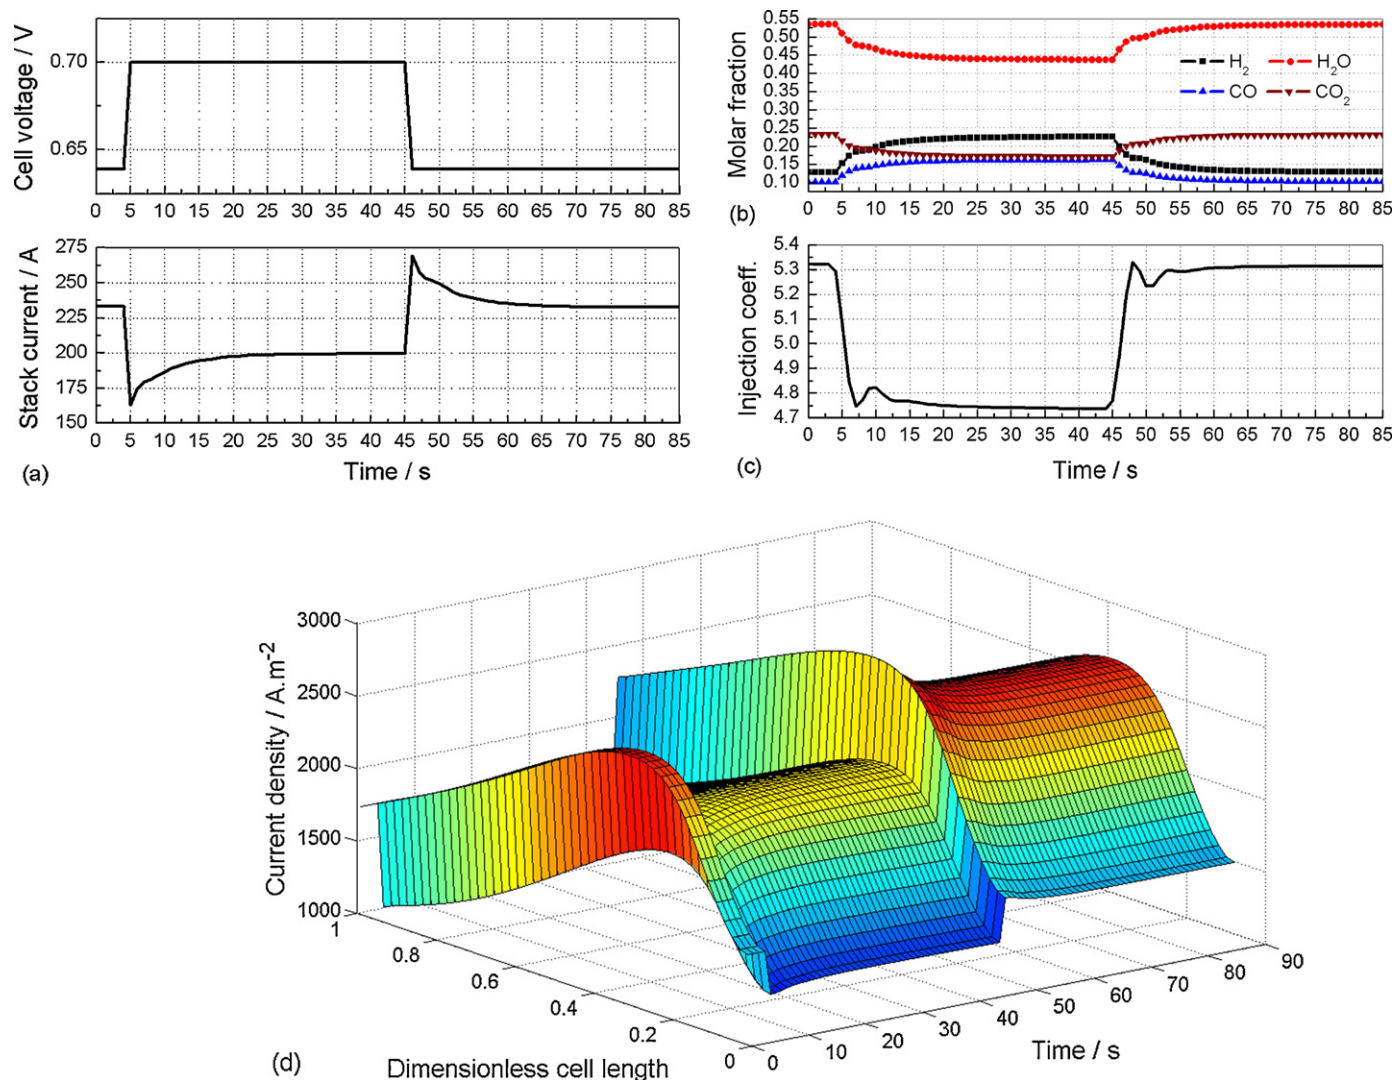 Cell voltage / V
0.70
0.65
0 5 10 15 20 25 30 35 40 45 50 55 60 65 70 75 80 85
Stack current / A
275
250
225
200
175
150
0 5 10 15 20 25 30 35 40 45 50 55 60 65 70 75 80 85
(a)
Time / s
Molar fraction
0.55
0.50
0.45
0.40
0.35
0.30
0.25
0.20
0.15
0.10
H2 H2O
CO CO2
0 5 10 15 20 25 30 35 40 45 50 55 60 65 70 75 80 85
(b)
Injection coeff.
5.4
5.3
5.2
5.1
5.0
4.9
4.8
4.7
0 5 10 15 20 25 30 35 40 45 50 55 60 65 70 75 80 85
(c)
Time / s
Current density / A.m-2
3000
2500
2000
1500
1000
1
0.8
0.6
0.4
0.2
0
Dimensionless cell length
0 10 20 30 40 50 60 70 80 90
Time / s
(d)